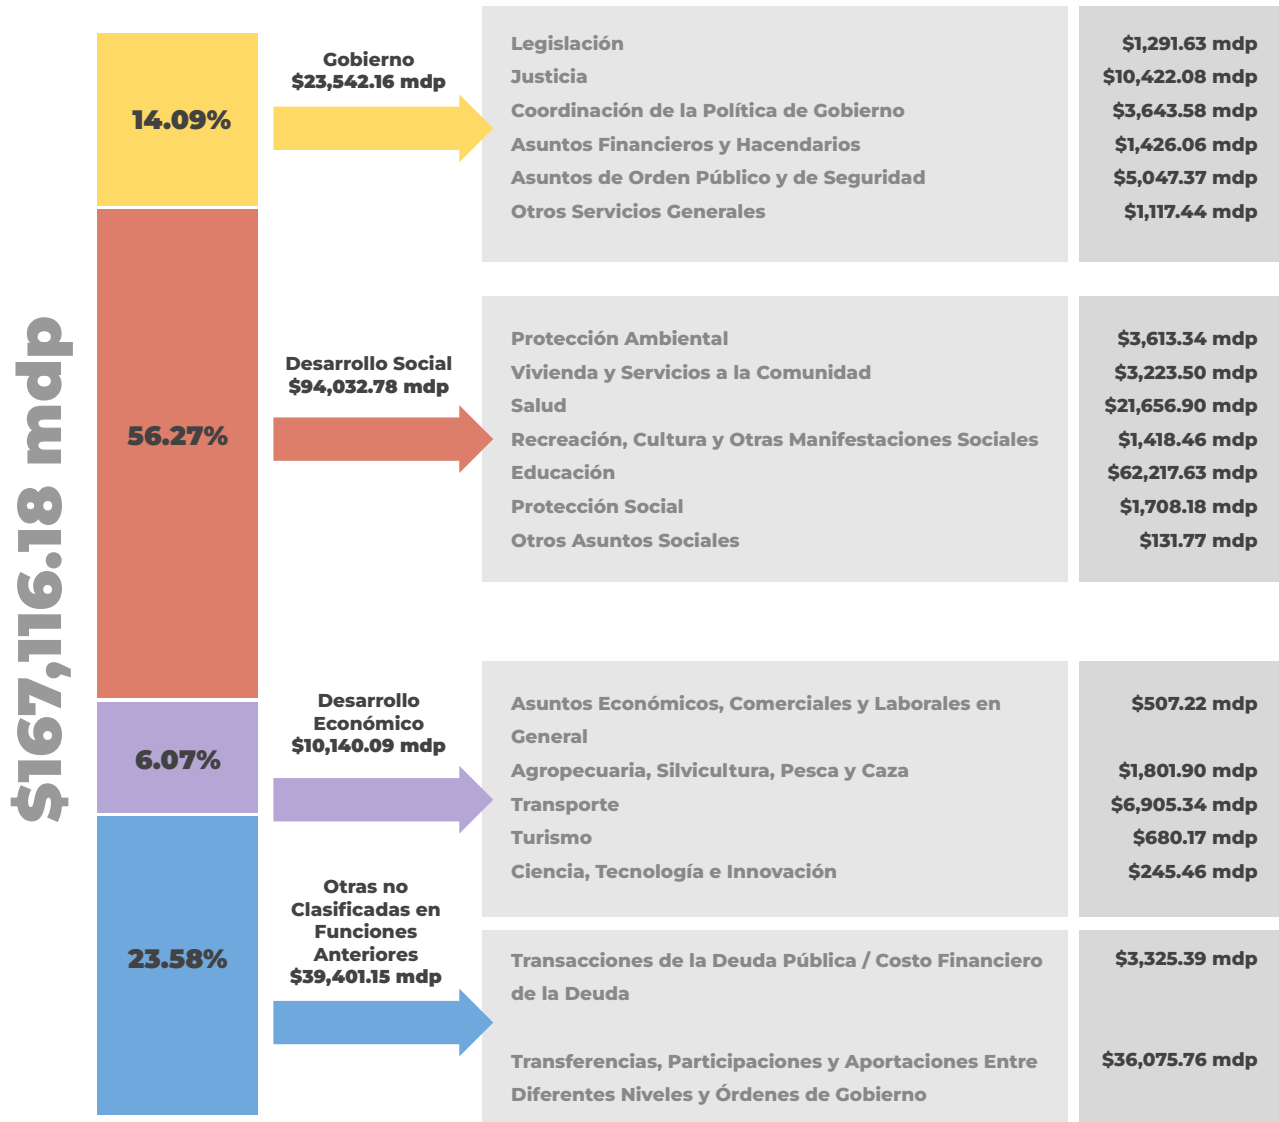 $167,116.18 mdp
14.09%
Gobierno
$23,542.16 mdp
Legislación $1,291.63 mdp
Justicia $10,422.08 mdp
Coordinación de la Política de Gobierno $3,643.58 mdp
Asuntos Financieros y Hacendarios $1,426.06 mdp
Asuntos de Orden Público y de Seguridad $5,047.37 mdp
Otros Servicios Generales $1,117.44 mdp
56.27%
Desarrollo Social
$94,032.78 mdp
Protección Ambiental $3,613.34 mdp
Vivienda y Servicios a la Comunidad $3,223.50 mdp
Salud $21,656.90 mdp
Recreación, Cultura y Otras Manifestaciones Sociales $1,418.46 mdp
Educación $62,217.63 mdp
Protección Social $1,708.18 mdp
Otros Asuntos Sociales $131.77 mdp
6.07%
Desarrollo
Económico
$10,140.09 mdp
Asuntos Económicos, Comerciales y Laborales en $507.22 mdp
General
Agropecuaria, Silvicultura, Pesca y Caza $1,801.90 mdp
Transporte $6,905.34 mdp
Turismo $680.17 mdp
Ciencia, Tecnología e Innovación $245.46 mdp
23.58%
Otras no
Clasificadas en
Funciones
Anteriores
$39,401.15 mdp
Transacciones de la Deuda Pública / Costo Financiero $3,325.39 mdp
de la Deuda
Transferencias, Participaciones y Aportaciones Entre $36,075.76 mdp
Diferentes Niveles y Órdenes de Gobierno